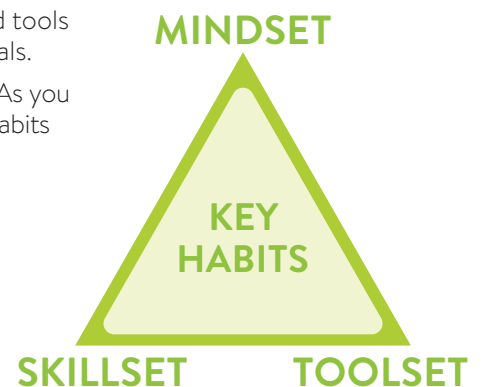 d tools
als.
As you
abits
MINDSET
KEY
HABITS
SKILLSET TOOLSET